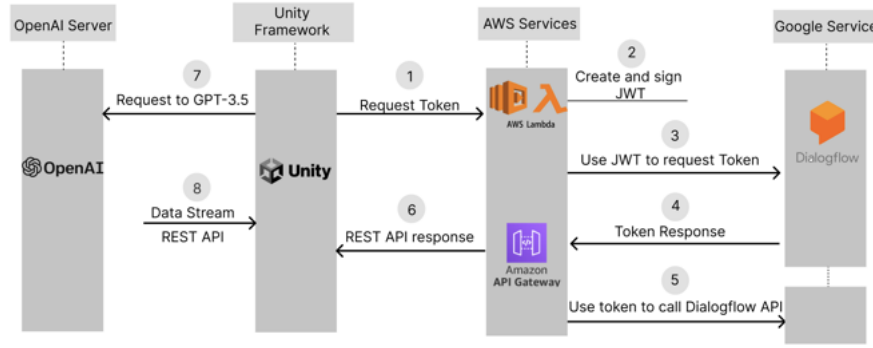 OpenAI Server
Unity
Framework
AWS Services
Google Service
7
Request to GPT-3.5
1
Request Token
2
Create and sign
JWT
AWS Lambda
3
Use JWT to request Token
Dialogflow
OpenAI
Unity
8
Data Stream
REST API
6
REST API response
4
Token Response
Amazon
API Gateway
5
Use token to call Dialogflow API